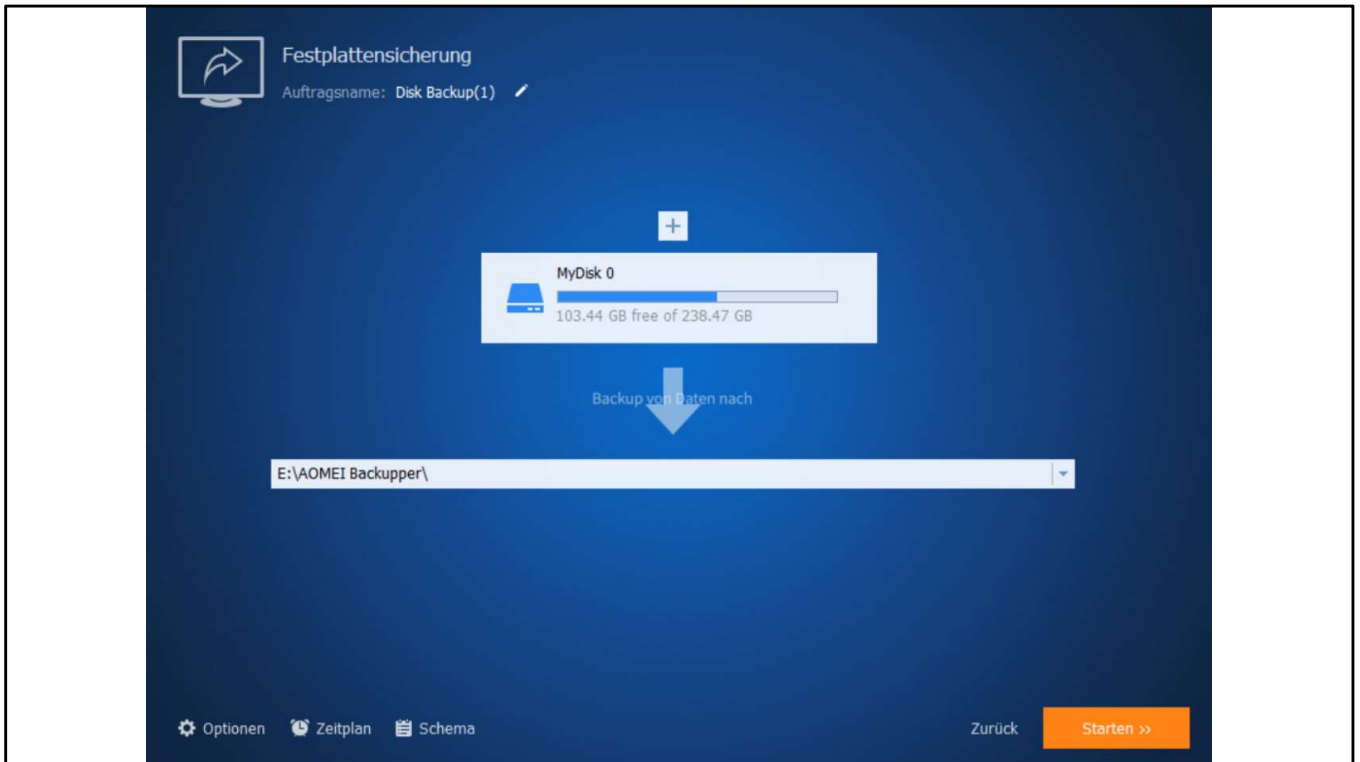 Festplattensicherung
Auftragsname: Disk Backup(1)
MyDisk 0
103.44 GB free of 238.47 GB
Backup von Daten nach
E:\AOMEI Backupper\
Optionen Zeitplan Schema Zurück Starten »